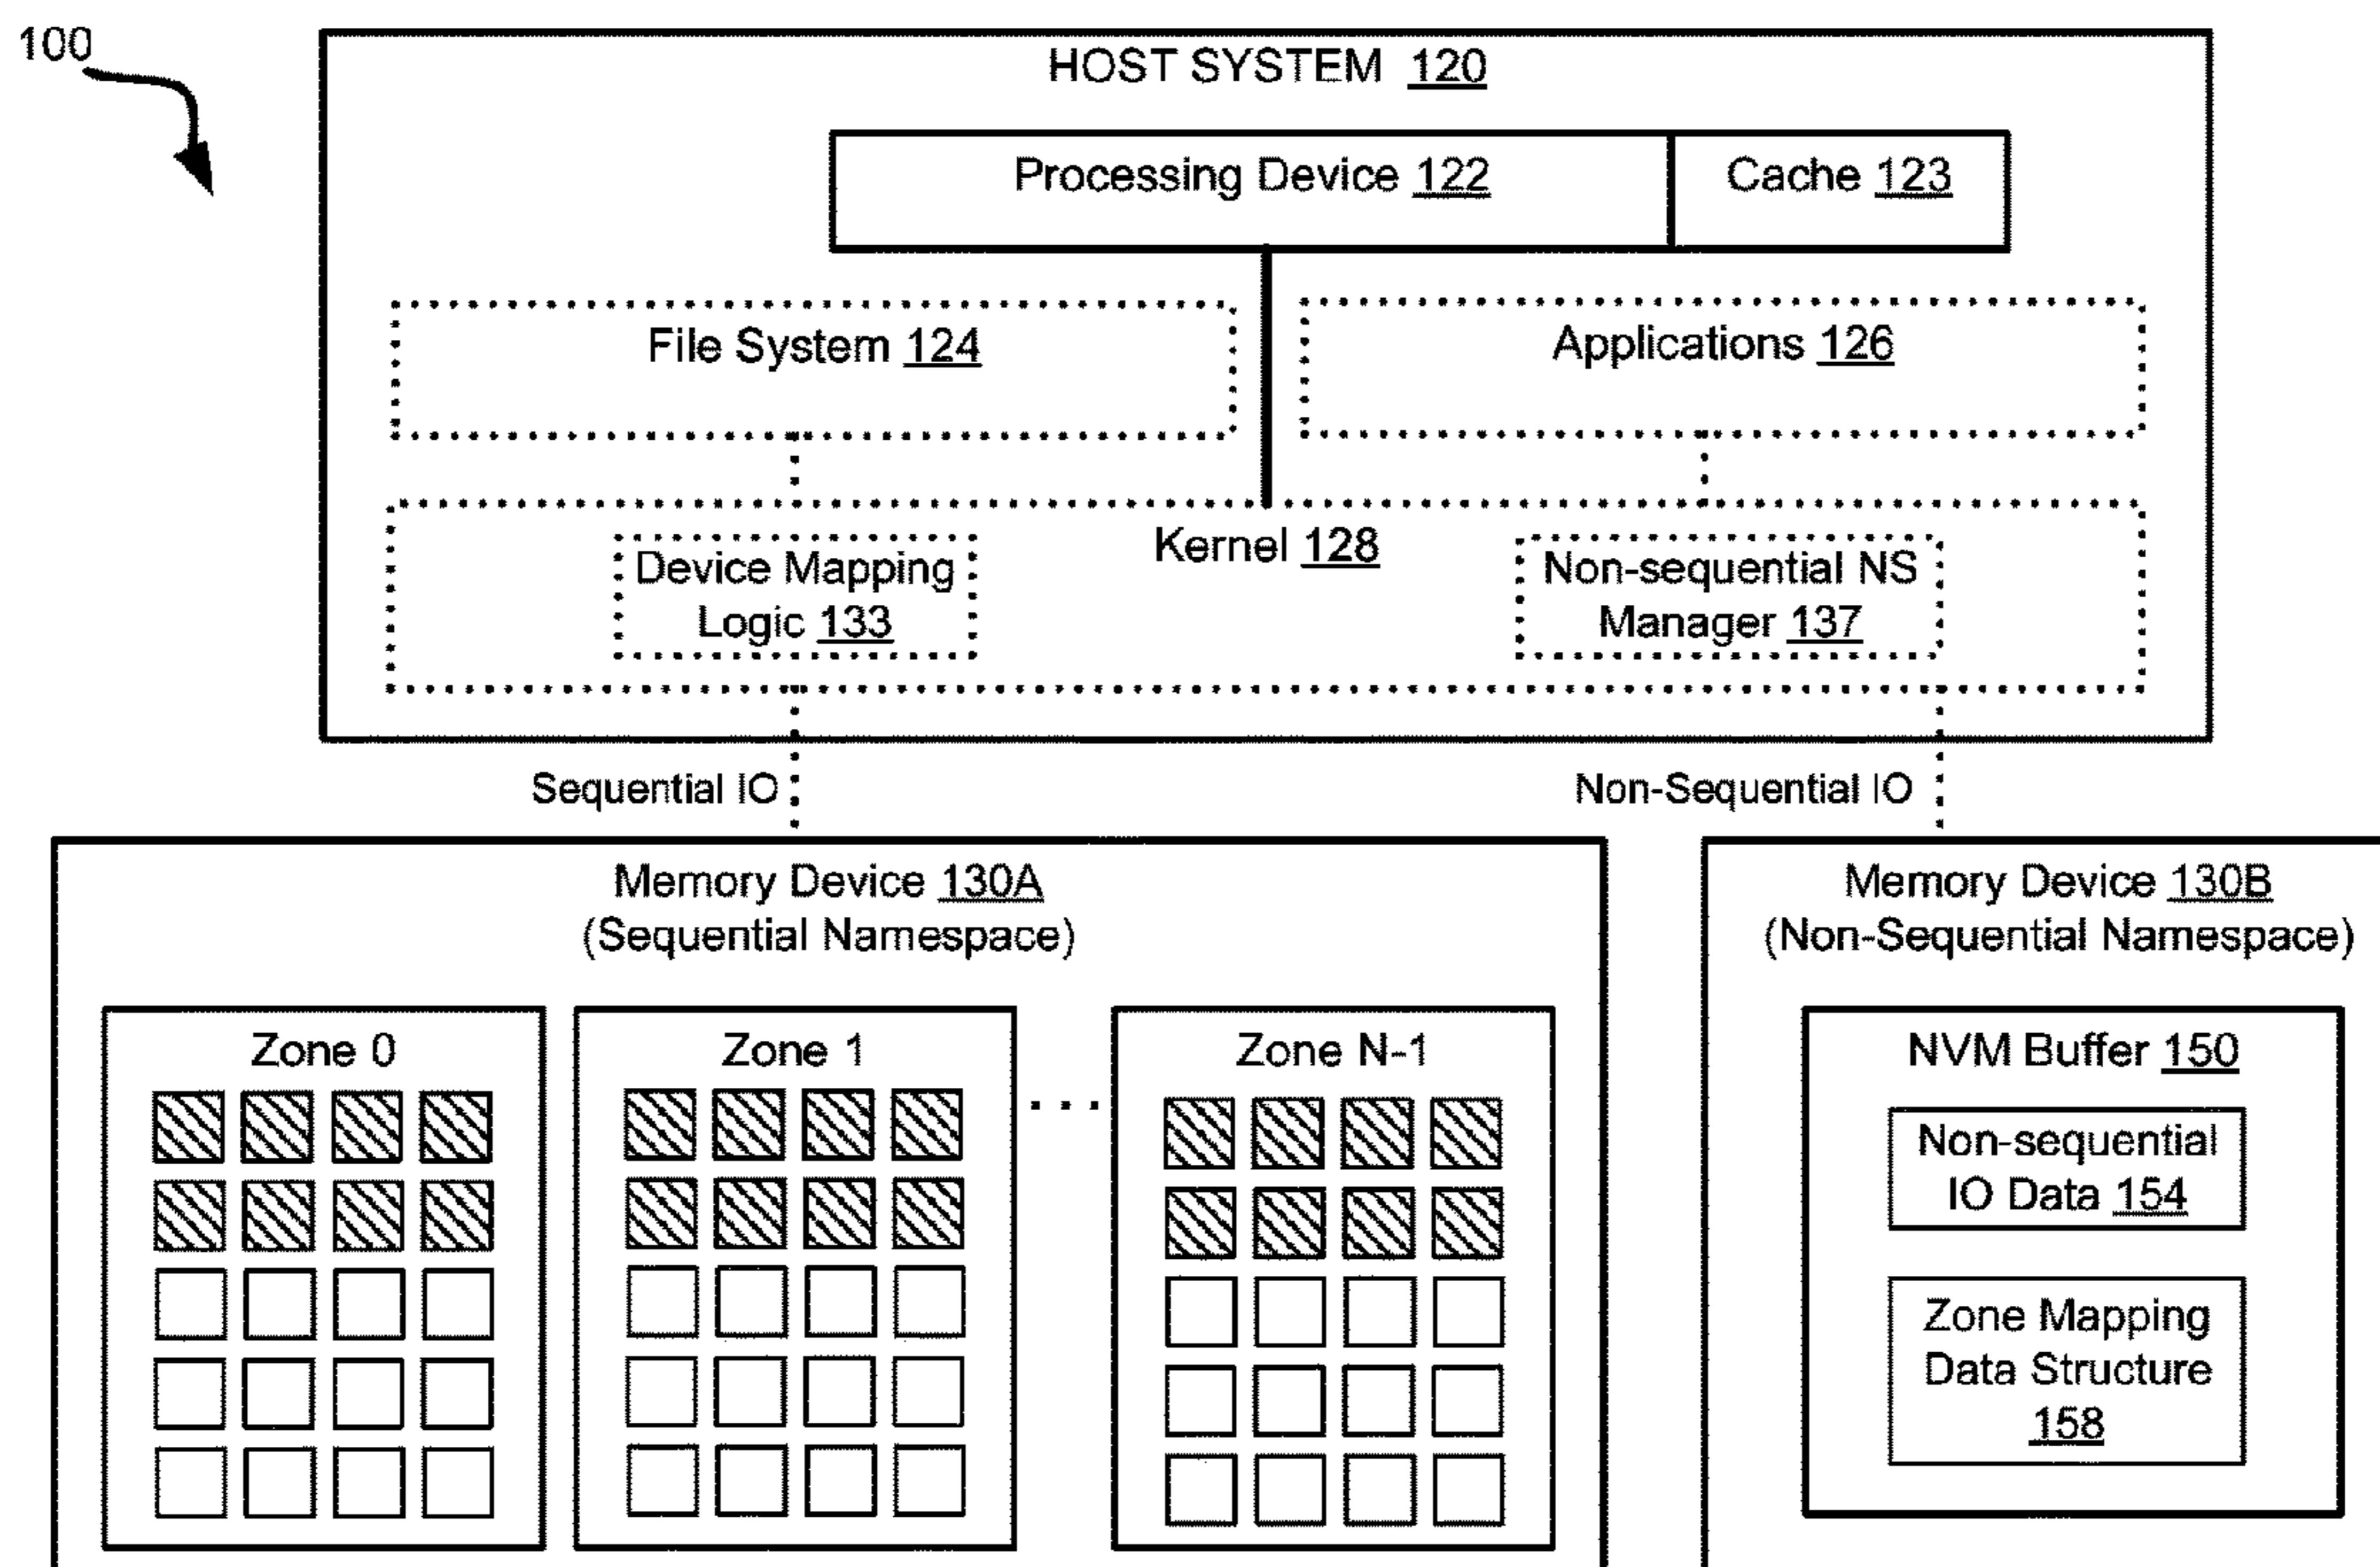 100
HOST SYSTEM 120
Processing Device 122
Cache 123
File System 124
Applications 126
Kernel 128
Device Mapping
Logic 133
Non-sequential NS
Manager 137
Sequential IO
Non-Sequential IO
Memory Device 130A
(Sequential Namespace)
Zone 0
Zone 1
...
Zone N-1
Memory Device 130B
(Non-Sequential Namespace)
NVM Buffer 150
Non-sequential
IO Data 154
Zone Mapping
Data Structure
158